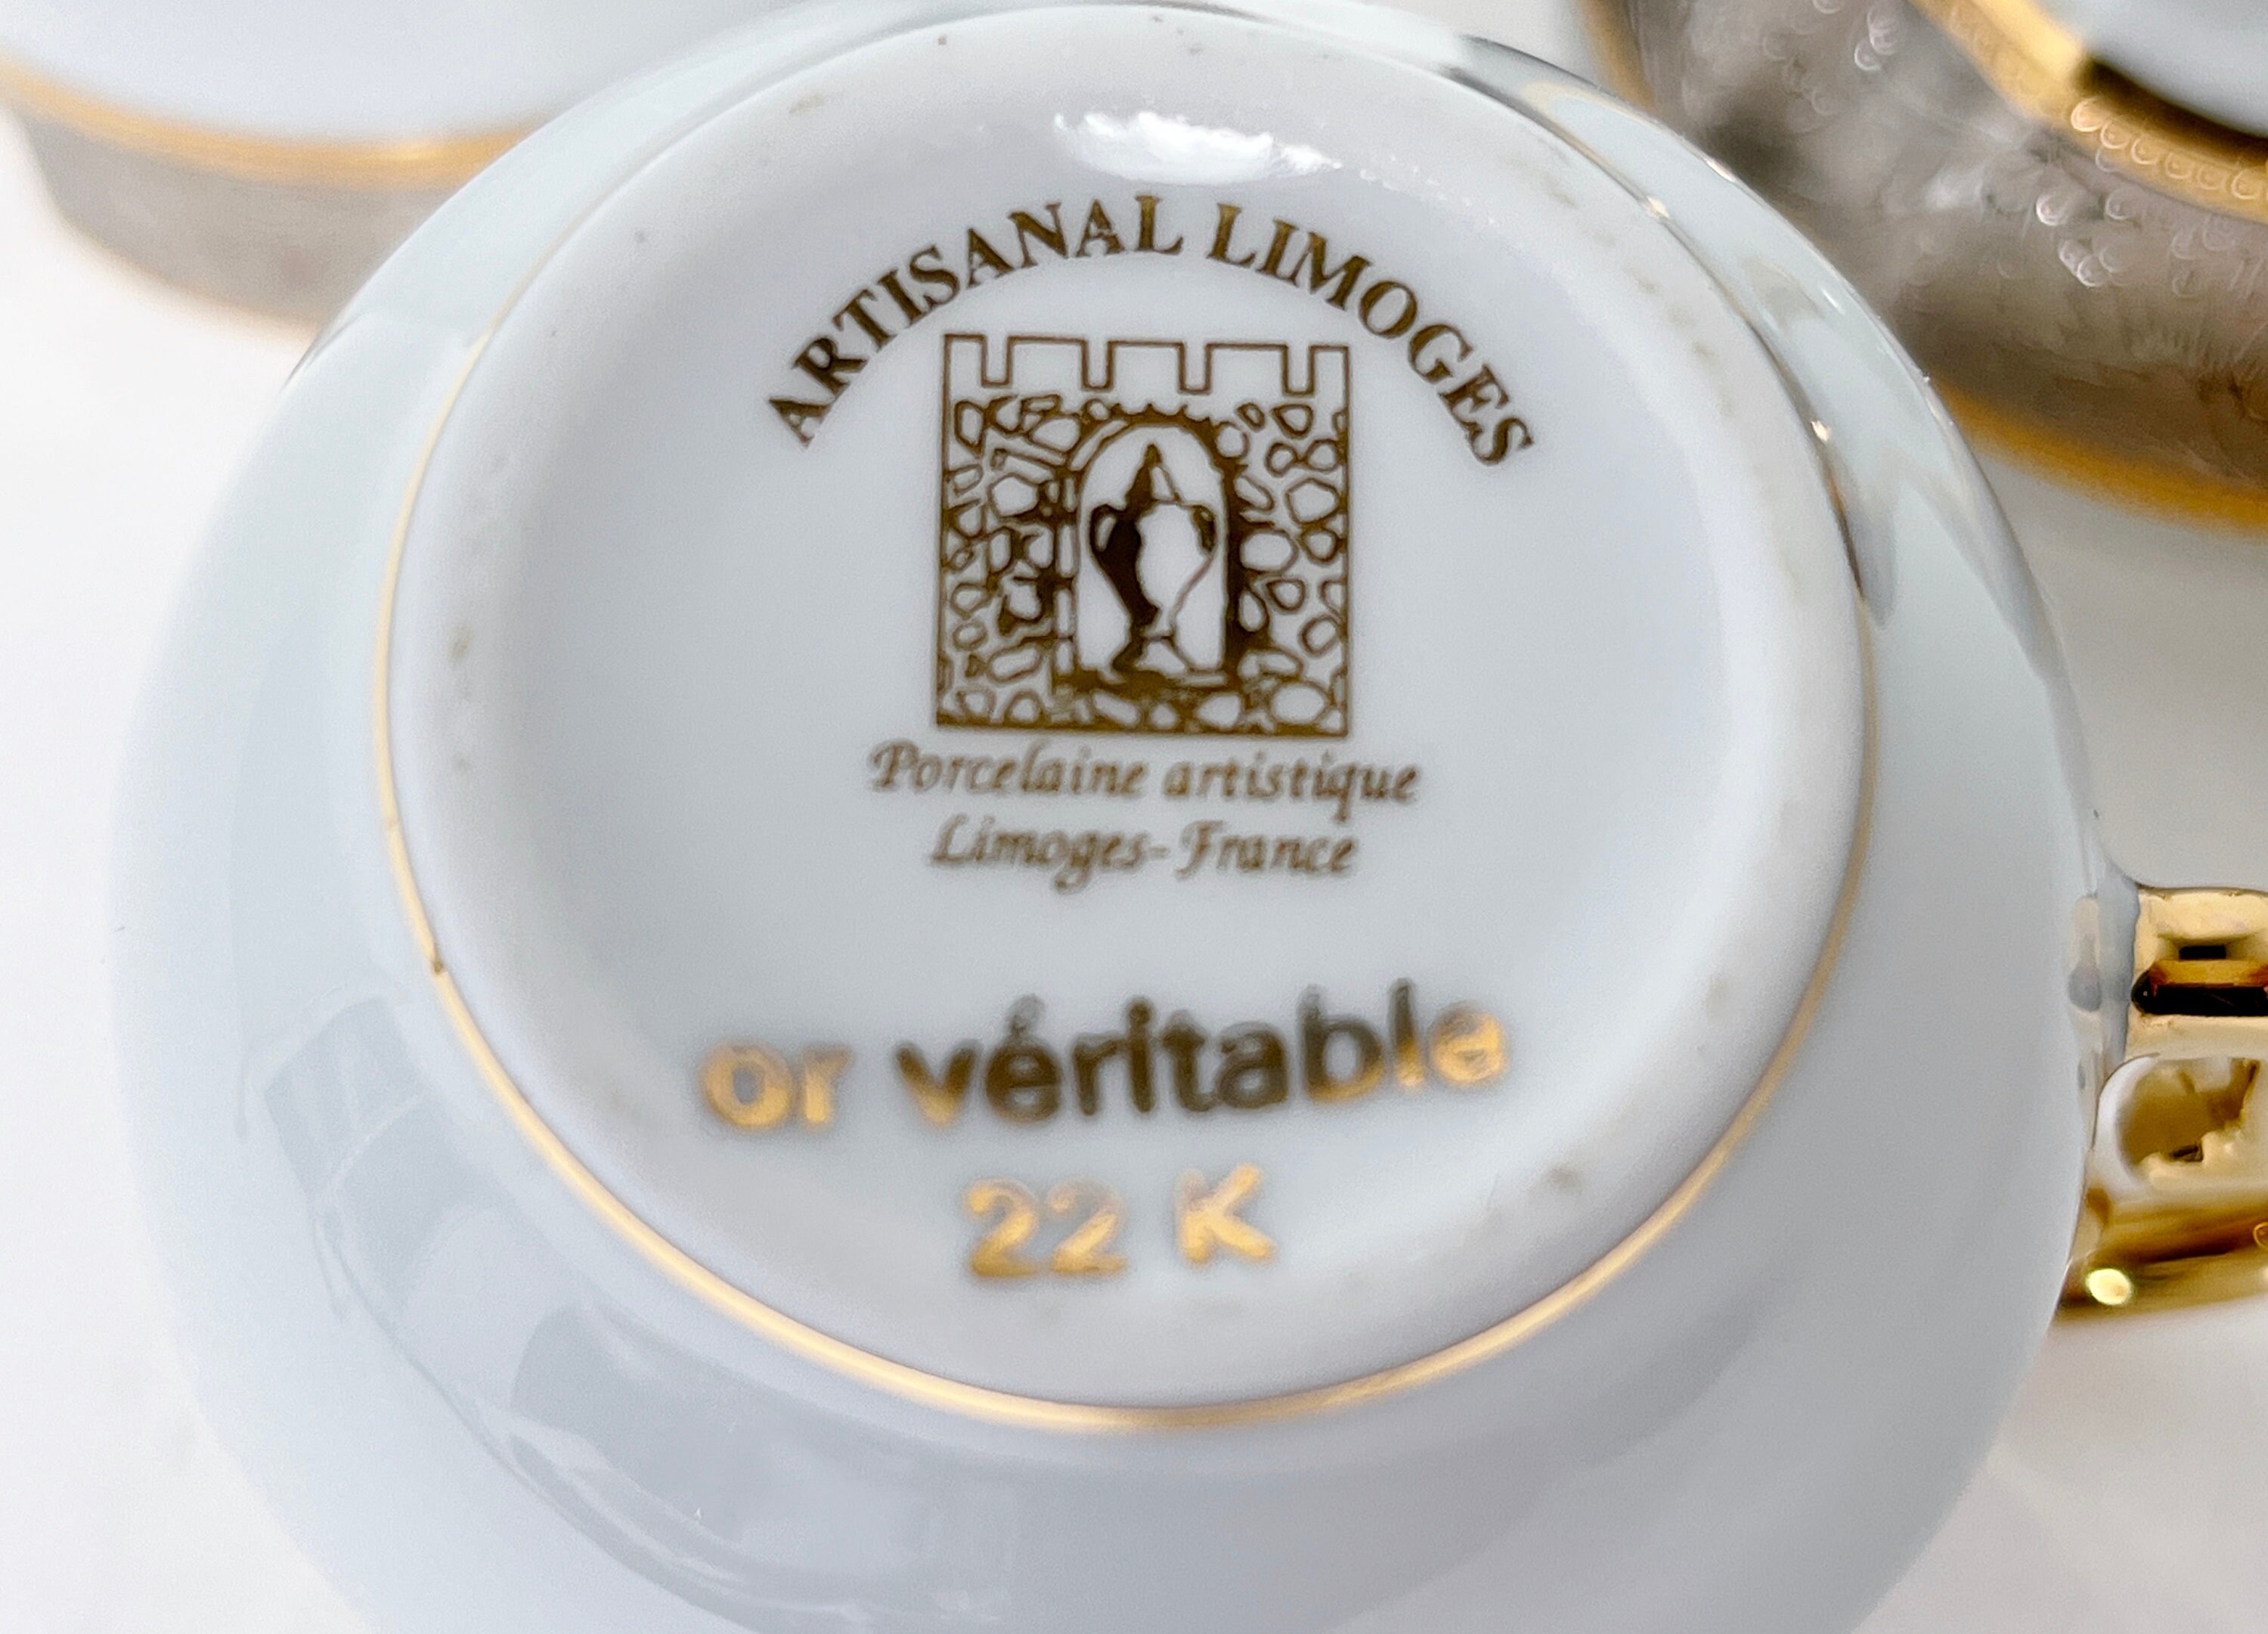 ARTISANAL LIMOGES
Porcelaine artistique
Limoges-France
or véritable
22 K